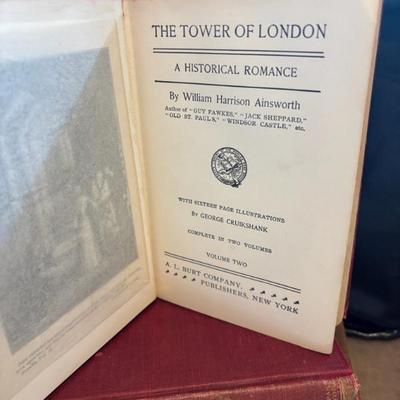 THE TOWER OF LONDON
A HISTORICAL ROMANCE
By William Harrison Ainsworth
Author of "GUY FAWKES," "JACK SHEPPARD,"
"OLD ST. PAUL'S," "WINDSOR CASTLE," etc.
WITH SIXTEEN PAGE ILLUSTRATIONS
By GEORGE CRUIKSHANK
COMPLETE IN TWO VOLUMES
VOLUME TWO
A. L. BURT COMPANY,
PUBLISHERS, NEW YORK